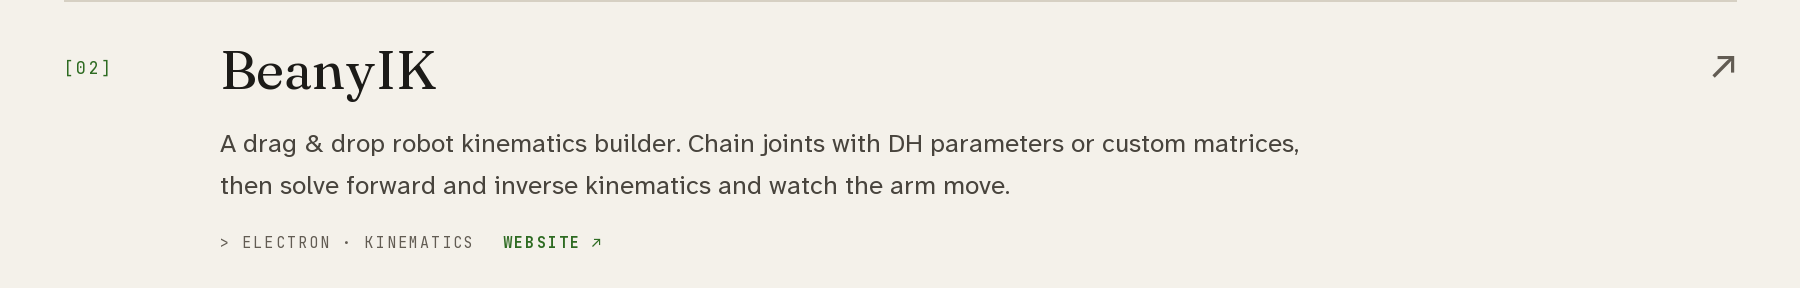 [02]
BeanyIK
A drag & drop robot kinematics builder. Chain joints with DH parameters or custom matrices,
then solve forward and inverse kinematics and watch the arm move.
> ELECTRON · KINEMATICS WEBSITE ↗